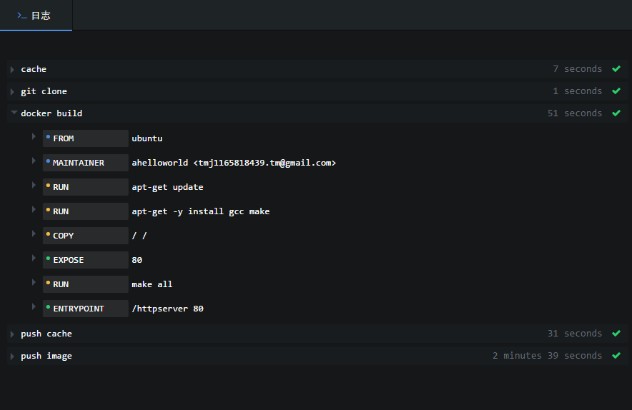 >_ 日志
cache 7 seconds
git clone 1 seconds
docker build 51 seconds
FROM ubuntu
MAINTAINER ahelloworld <tmj1165818439.tm@gmail.com>
RUN apt-get update
RUN apt-get -y install gcc make
COPY / /
EXPOSE 80
RUN make all
ENTRYPOINT /httpserver 80
push cache 31 seconds
push image 2 minutes 39 seconds